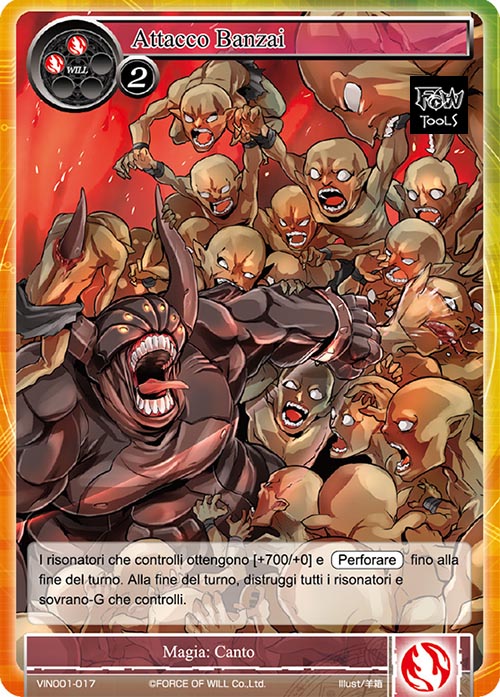 Attacco Banzai
WILL
2
FOW
TOOLS
I risonatori che controlli ottengono [+700/+0] e Perforare fino alla
fine del turno. Alla fine del turno, distruggi tutti i risonatori e
sovrano-G che controlli.
Magia: Canto
VIN001-017 ©FORCE OF WILL Co.,Ltd. Illust/羊箱